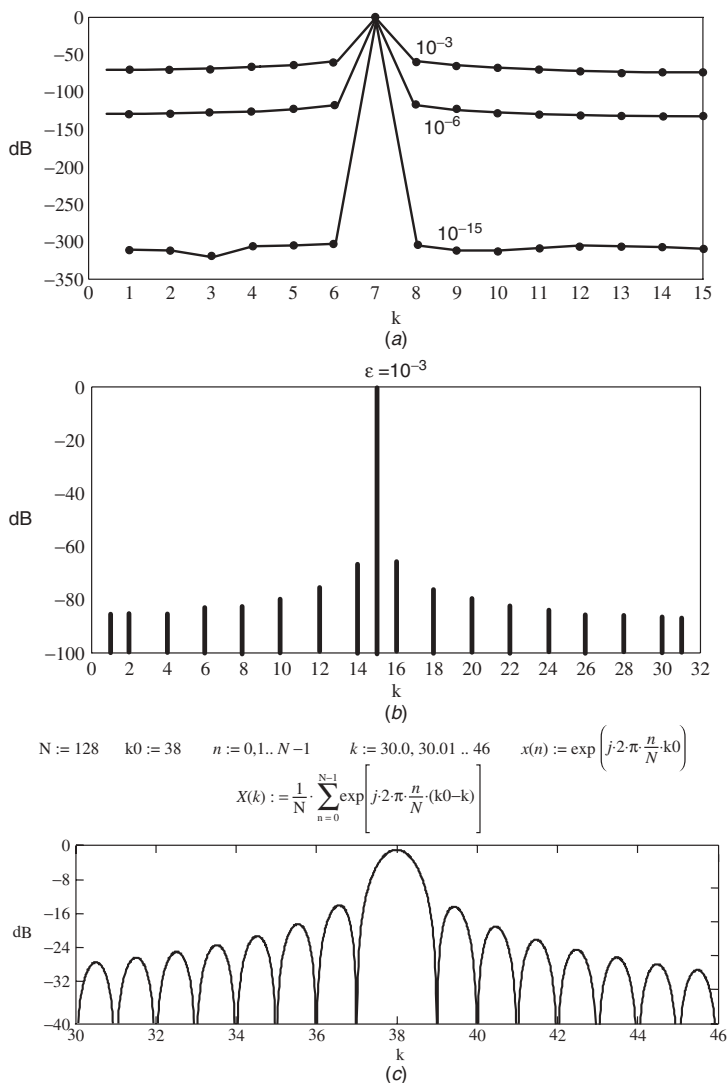 0
−50
−100
−150
−200
−250
−300
−350
dB
10⁻³
10⁻⁶
10⁻¹⁵
0 1 2 3 4 5 6 7 8 9 10 11 12 13 14 15
k
(a)
ε =10⁻³
0
−20
−40
−60
−80
−100
dB
0 2 4 6 8 10 12 14 16 18 20 22 24 26 28 30 32
k
(b)
N := 128 k0 := 38 n := 0,1.. N −1 k := 30.0, 30.01 .. 46 x(n) := exp(j·2·π·n/N·k0)
X(k) := 1/N · ∑ N−1 n = 0 exp[j·2·π·n/N·(k0−k)]
0
−8
−16
−24
−32
−40
dB
30 32 34 36 38 40 42 44 46
k
(c)